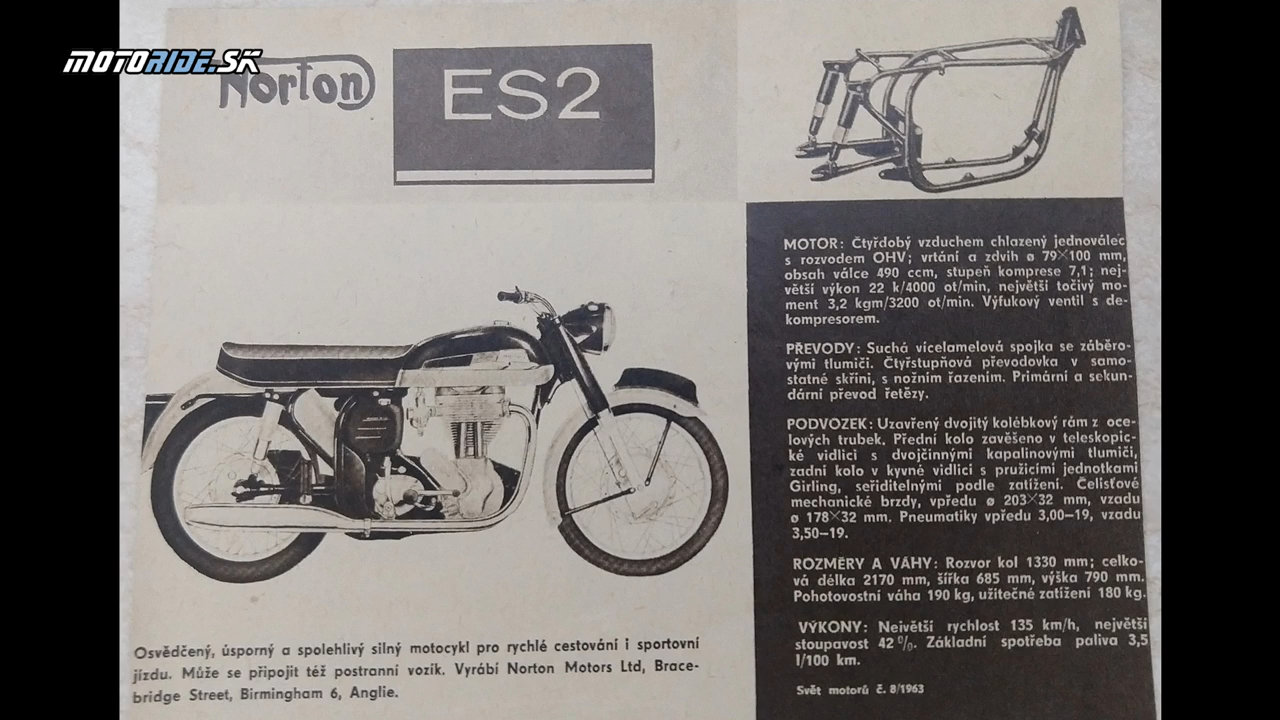 MOTORIDE.SK
Norton
ES2
MOTOR: Čtyřdobý vzduchem chlazený jednoválec
s rozvodem OHV; vrtání a zdvih ø 79×100 mm,
obsah válce 490 ccm, stupeň komprese 7,1; nej-
větší výkon 22 k/4000 ot/min, největší točivý mo-
ment 3,2 kgm/3200 ot/min. Výfukový ventil s de-
kompresorem.
PŘEVODY: Suchá vícelamelová spojka se záběro-
vými tlumiči. Čtyřstupňová převodovka v samo-
statné skříni, s nožním řazením. Primární a sekun-
dární převod řetězy.
PODVOZEK: Uzavřený dvojitý kolébkový rám z oce-
lových trubek. Přední kolo zavěšeno v teleskopic-
ké vidlici s dvojčinnými kapalinovými tlumiči,
zadní kolo v kyvné vidlici s pružicími jednotkami
Girling, seřiditelnými podle zatížení. Čelisťové
mechanické brzdy, vpředu ø 203×32 mm, vzadu
ø 178×32 mm. Pneumatiky vpředu 3,00–19, vzadu
3,50–19.
ROZMĚRY A VÁHY: Rozvor kol 1330 mm; celko-
vá délka 2170 mm, šířka 685 mm, výška 790 mm.
Pohotovostní váha 190 kg, užitečné zatížení 180 kg.
VÝKONY: Největší rychlost 135 km/h, největší
stoupavost 42 %. Základní spotřeba paliva 3,5
l/100 km.
Svět motorů č. 8/1963
Osvědčený, úsporný a spolehlivý silný motocykl pro rychlé cestování i sportovní
jízdu. Může se připojit též postranní vozík. Vyrábí Norton Motors Ltd, Brace-
bridge Street, Birmingham 6, Anglie.